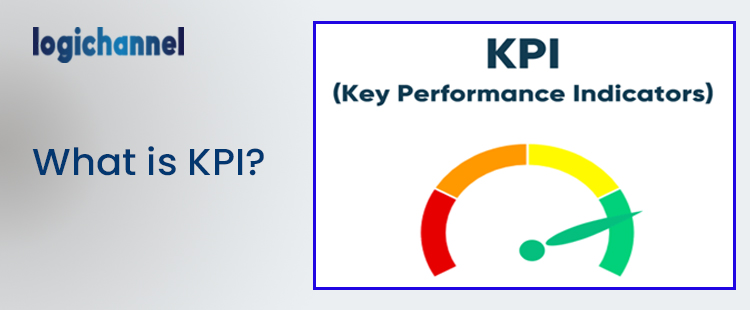 logichannel
What is KPI?
KPI
(Key Performance Indicators)